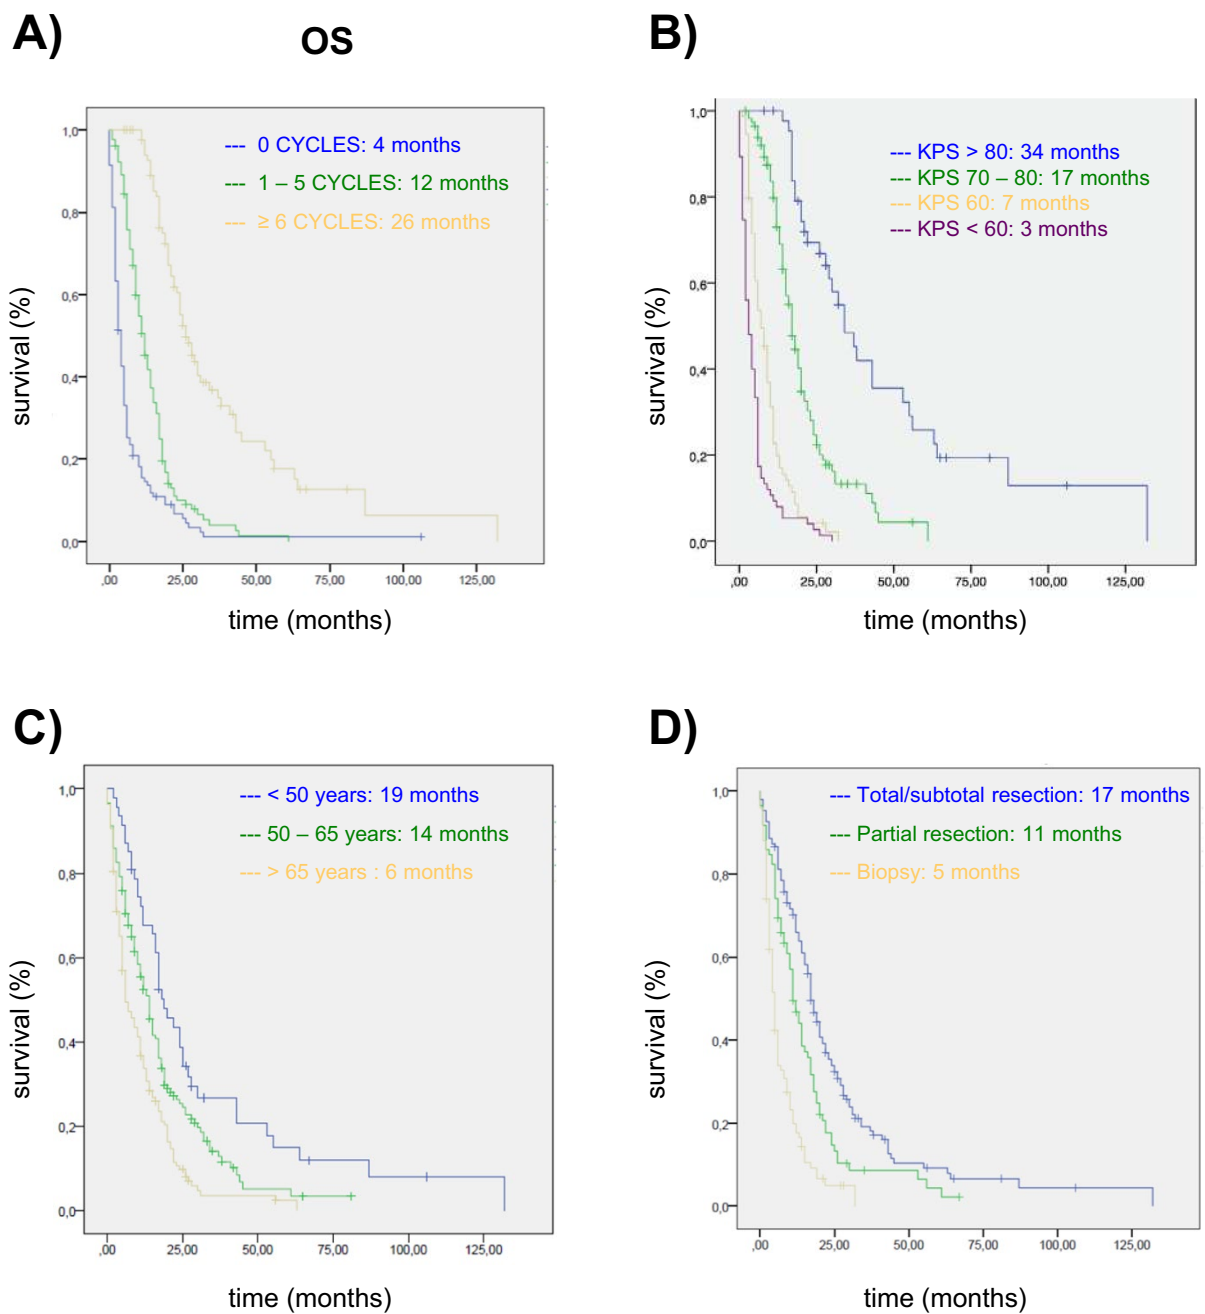 A)
OS
1,0
0,8
0,6
0,4
0,2
0,0
survival (%)
--- 0 CYCLES: 4 months
--- 1 – 5 CYCLES: 12 months
--- ≥ 6 CYCLES: 26 months
,00 25,00 50,00 75,00 100,00 125,00
time (months)
B)
1,0
0,8
0,6
0,4
0,2
0,0
survival (%)
--- KPS > 80: 34 months
--- KPS 70 – 80: 17 months
--- KPS 60: 7 months
--- KPS < 60: 3 months
,00 25,00 50,00 75,00 100,00 125,00
time (months)
C)
1,0
0,8
0,6
0,4
0,2
0,0
survival (%)
--- < 50 years: 19 months
--- 50 – 65 years: 14 months
--- > 65 years : 6 months
,00 25,00 50,00 75,00 100,00 125,00
time (months)
D)
1,0
0,8
0,6
0,4
0,2
0,0
survival (%)
--- Total/subtotal resection: 17 months
--- Partial resection: 11 months
--- Biopsy: 5 months
,00 25,00 50,00 75,00 100,00 125,00
time (months)